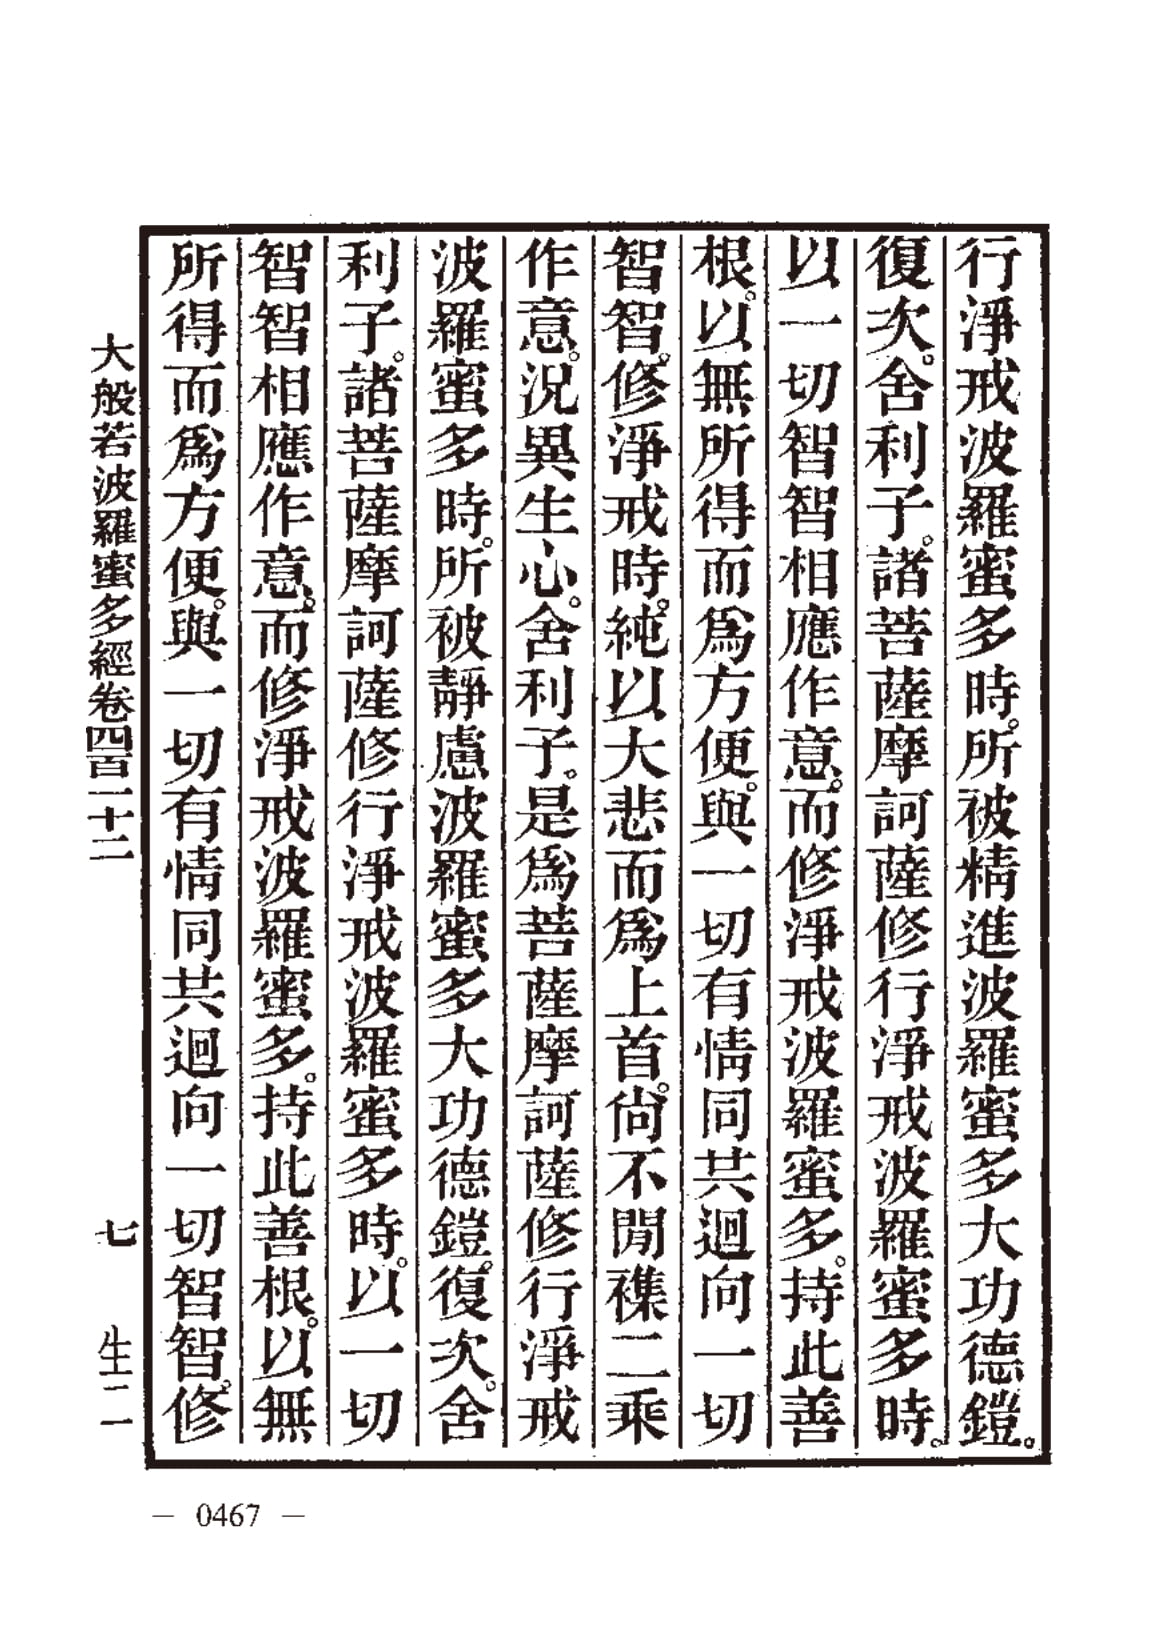 行淨戒波羅蜜多時。所被精進波羅蜜多大功德鎧。
復次。舍利子。諸菩薩摩訶薩修行淨戒波羅蜜多時。
以一切智智相應作意。而修淨戒波羅蜜多。持此善
根。以無所得而爲方便。與一切有情同共迴向一切
智智。修淨戒時。純以大悲而爲上首。尙不閒襍二乘
作意。況異生心。舍利子。是爲菩薩摩訶薩修行淨戒
波羅蜜多時。所被靜慮波羅蜜多大功德鎧。復次。舍
利子。諸菩薩摩訶薩修行淨戒波羅蜜多時。以一切
智智相應作意。而修淨戒波羅蜜多。持此善根。以無
所得而爲方便。與一切有情同共迴向一切智智。修
大般若波羅蜜多經卷四百一十二 七 生二
— 0467 —